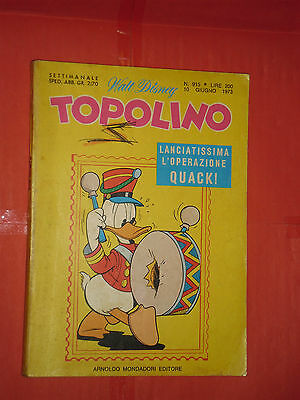 SETTIMANALE
SPED. ABB. GR. 2/70
Walt Disney
N. 915 * LIRE 200
10 GIUGNO 1973
TOPOLINO
LANCIATISSIMA
L'OPERAZIONE
QUACK!
ARNOLDO MONDADORI EDITORE